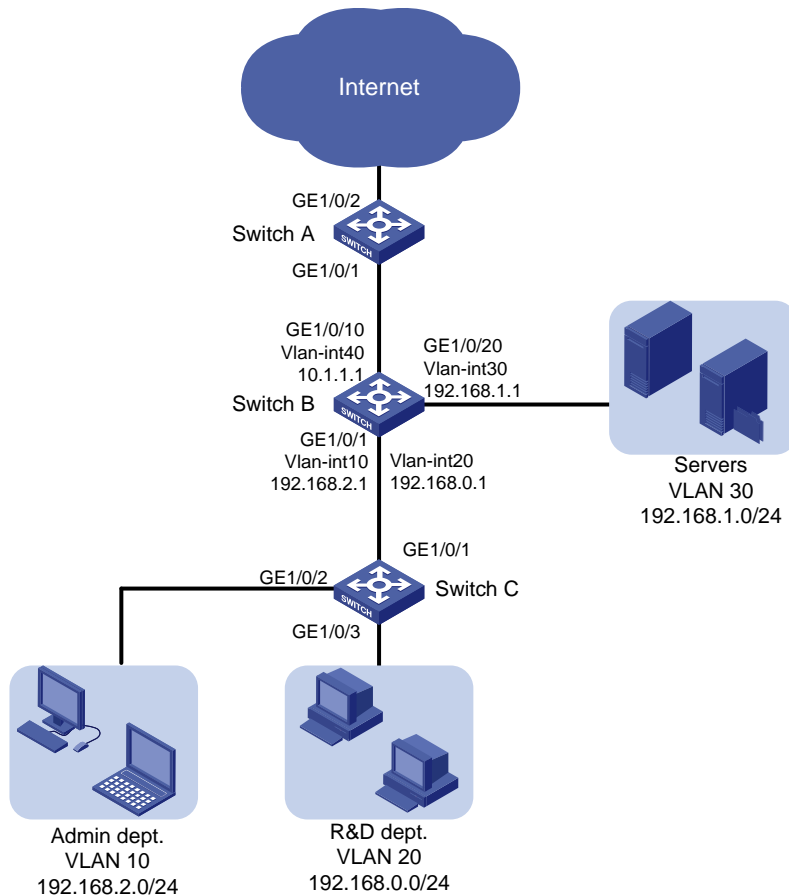 Internet
GE1/0/2
Switch A
SWITCH
GE1/0/1
GE1/0/10
Vlan-int40
10.1.1.1
GE1/0/20
Vlan-int30
192.168.1.1
Switch B
SWITCH
GE1/0/1
Vlan-int10
192.168.2.1
Vlan-int20
192.168.0.1
Servers
VLAN 30
192.168.1.0/24
GE1/0/1
GE1/0/2
Switch C
SWITCH
GE1/0/3
Admin dept.
VLAN 10
192.168.2.0/24
R&D dept.
VLAN 20
192.168.0.0/24